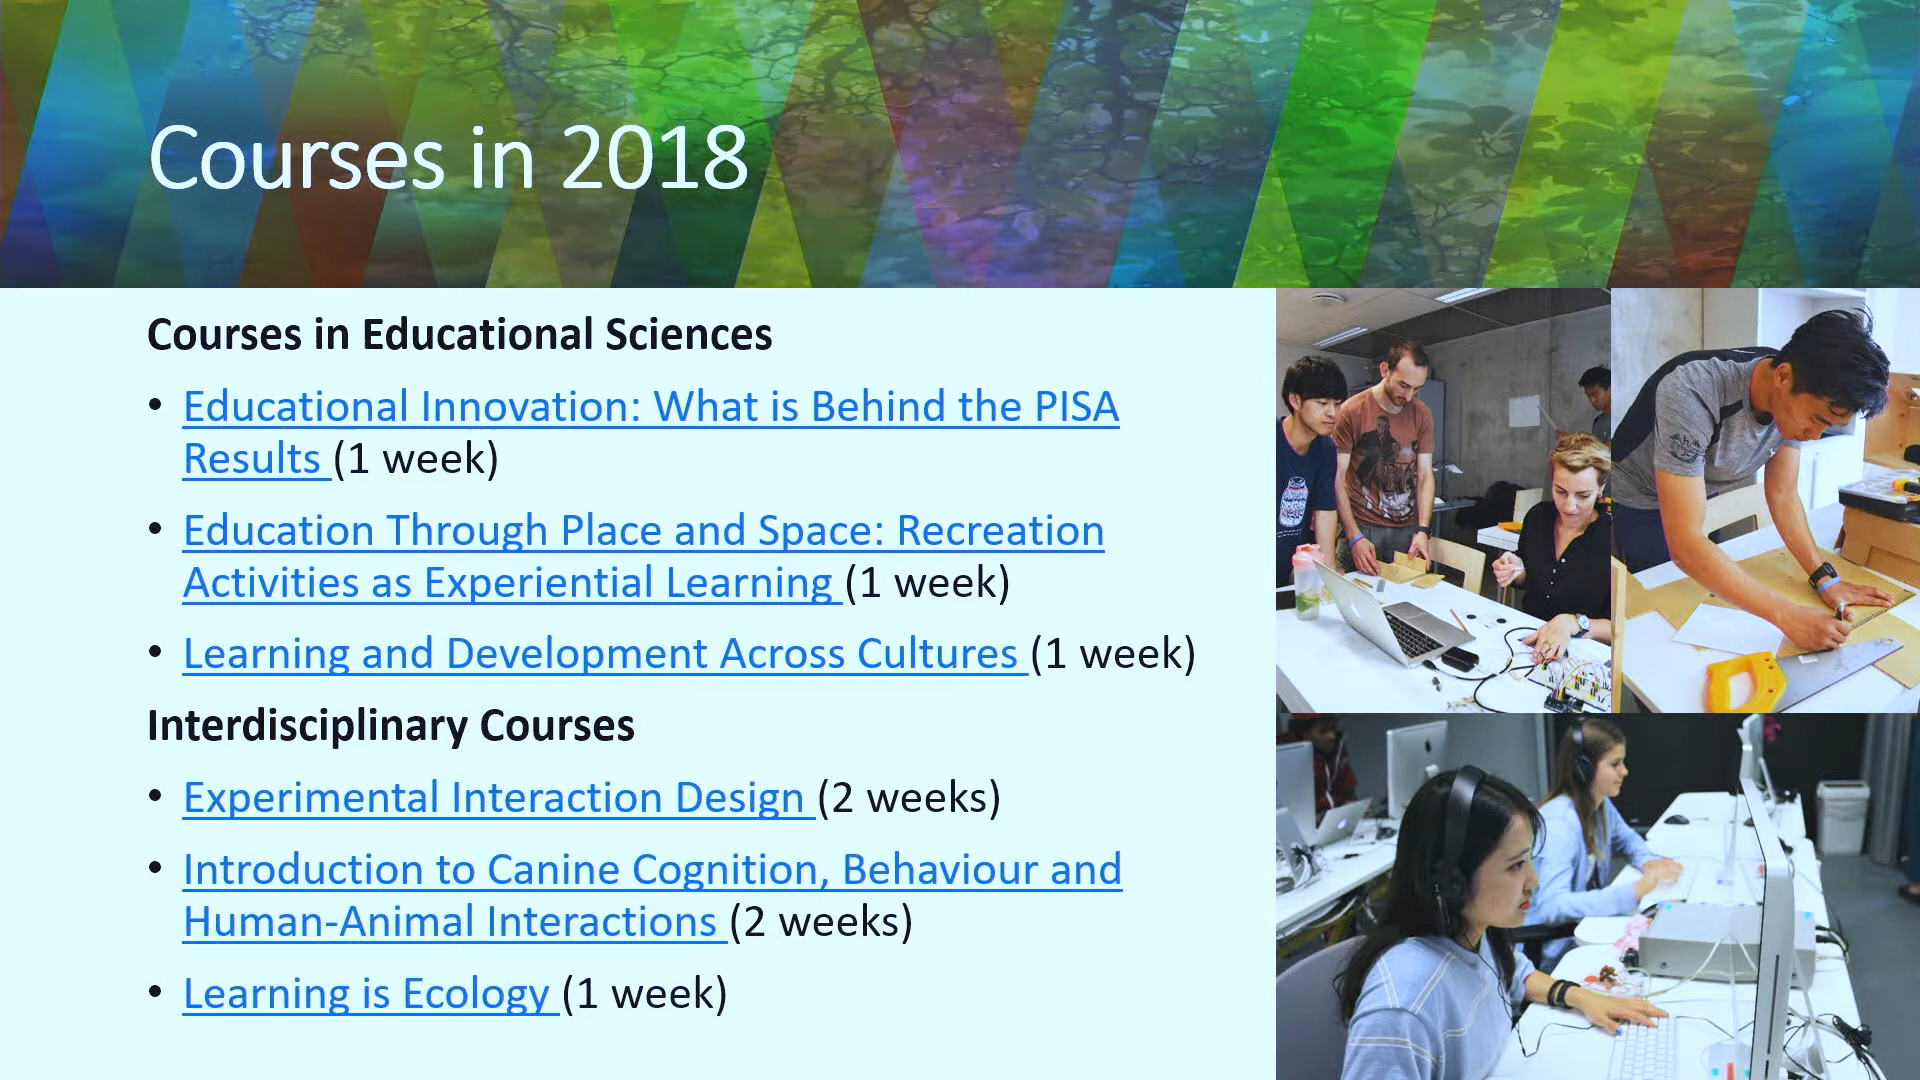 Courses in 2018
Courses in Educational Sciences
• Educational Innovation: What is Behind the PISA
Results (1 week)
• Education Through Place and Space: Recreation
Activities as Experiential Learning (1 week)
• Learning and Development Across Cultures (1 week)
Interdisciplinary Courses
• Experimental Interaction Design (2 weeks)
• Introduction to Canine Cognition, Behaviour and
Human-Animal Interactions (2 weeks)
• Learning is Ecology (1 week)